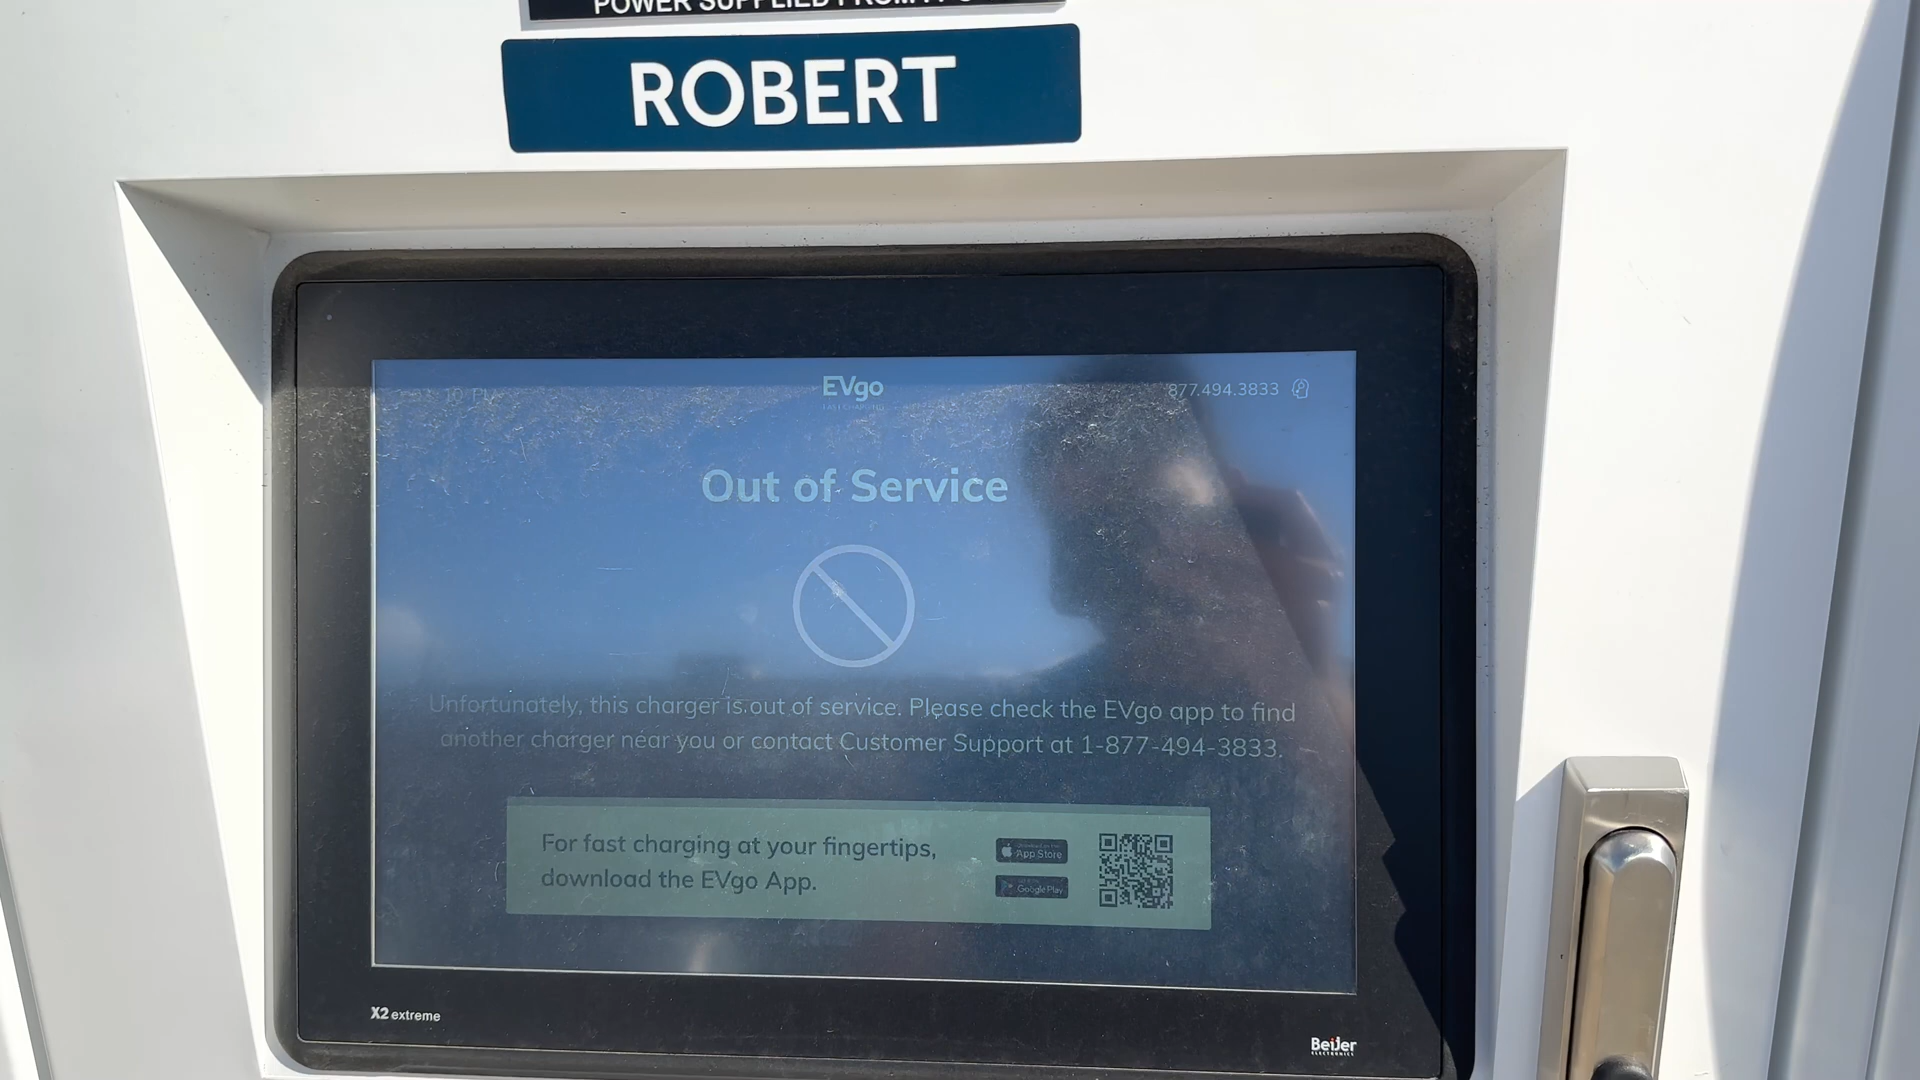 POWER SUPPLIED FROM
ROBERT
EVgo
877.494.3833
Out of Service
Unfortunately, this charger is out of service. Please check the EVgo app to find
another charger near you or contact Customer Support at 1-877-494-3833.
For fast charging at your fingertips,
download the EVgo App.
App Store
Google Play
X2 extreme
Beijer
ELECTRONICS